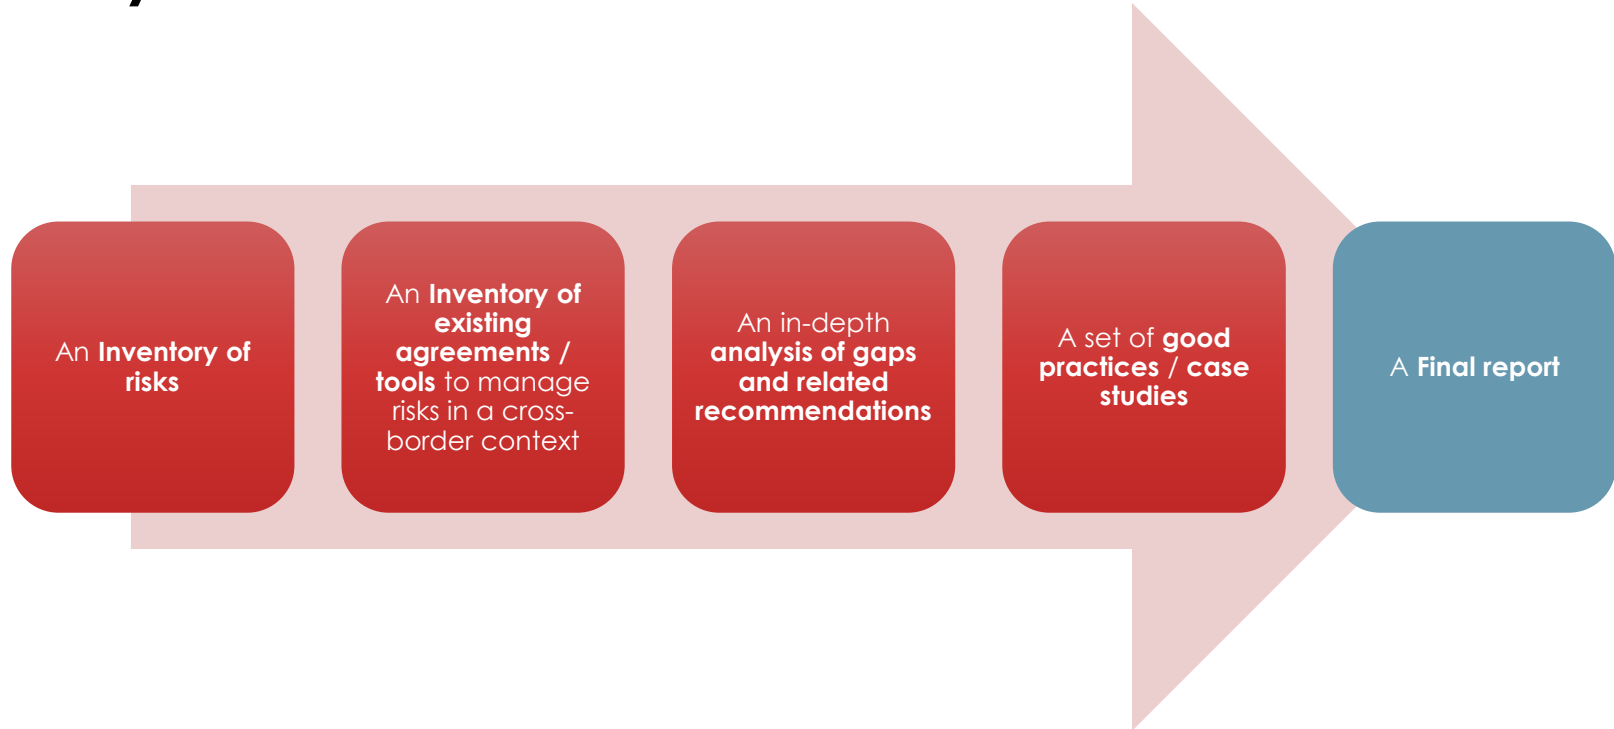 An Inventory of
risks
An Inventory of
existing
agreements /
tools to manage
risks in a cross-
border context
An in-depth
analysis of gaps
and related
recommendations
A set of good
practices / case
studies
A Final report